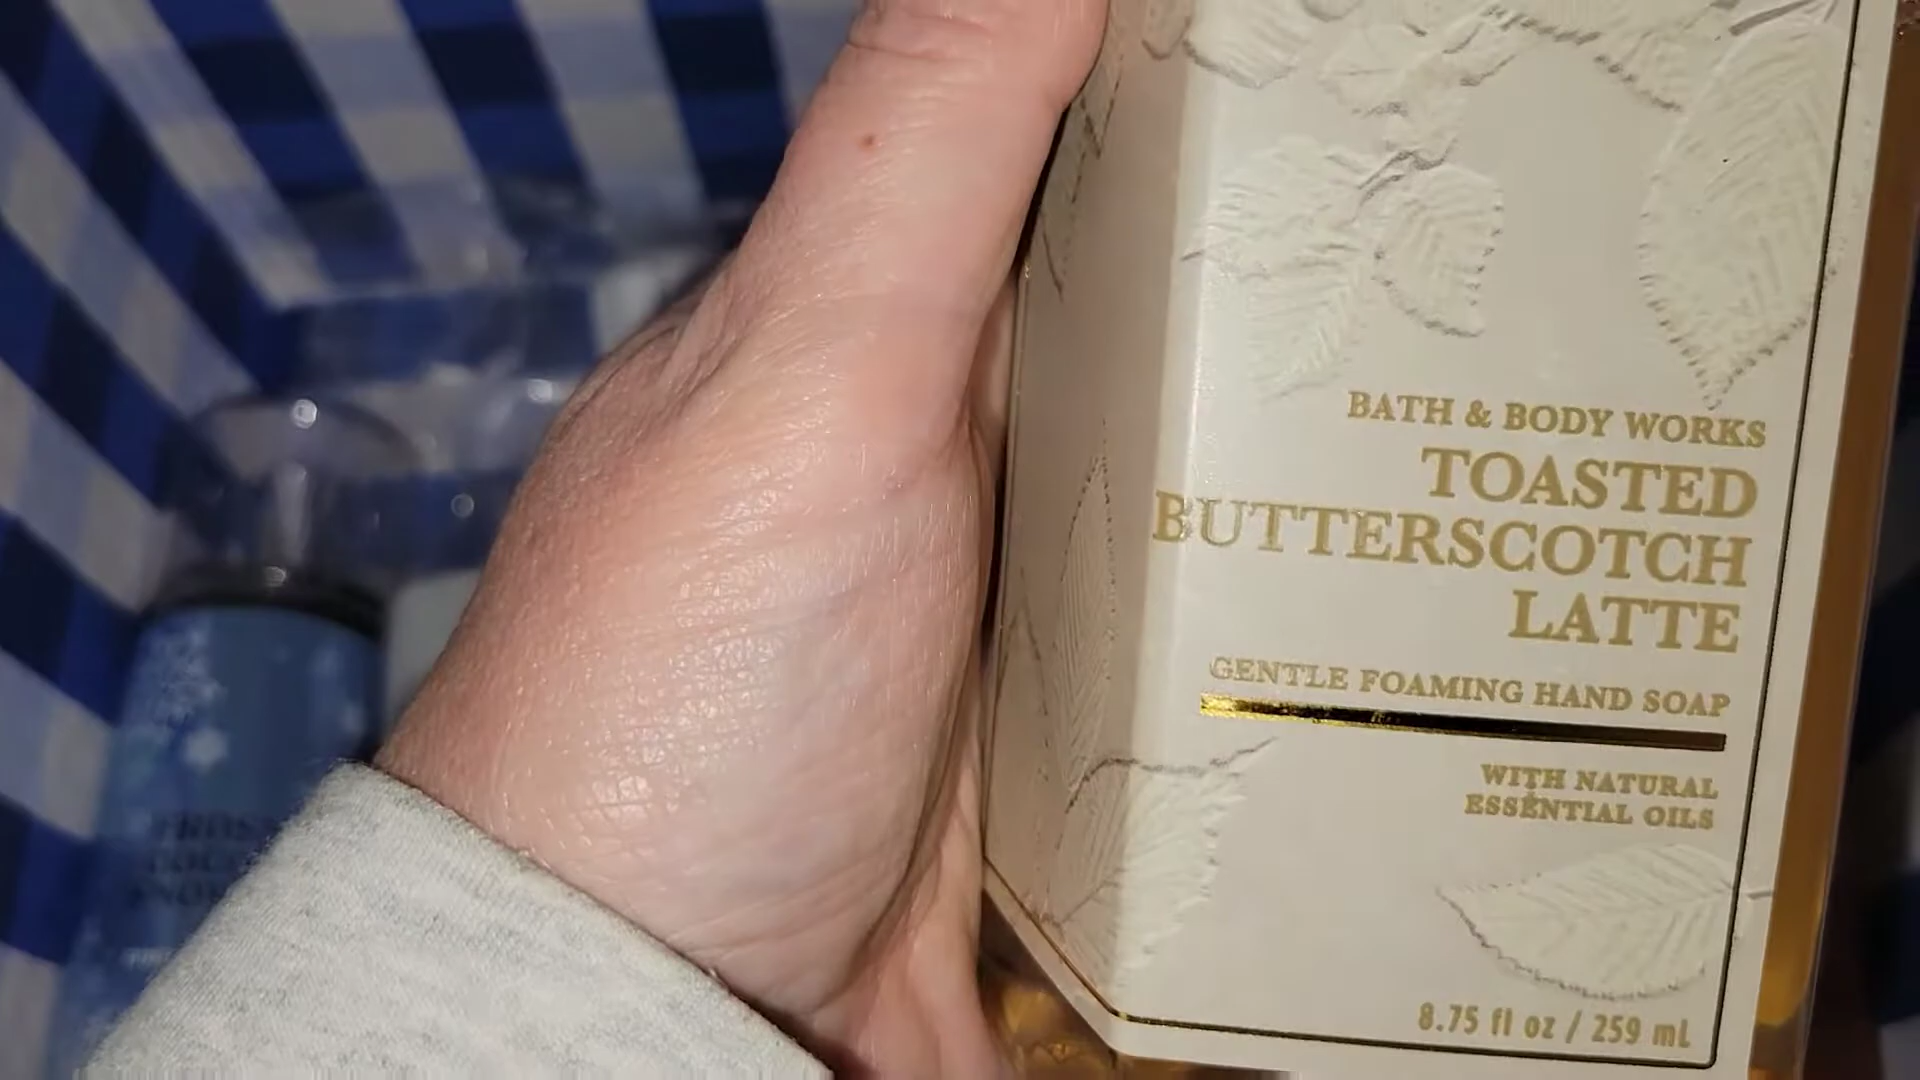 BATH & BODY WORKS
TOASTED
BUTTERSCOTCH
LATTE
GENTLE FOAMING HAND SOAP
WITH NATURAL
ESSENTIAL OILS
8.75 fl oz / 259 mL